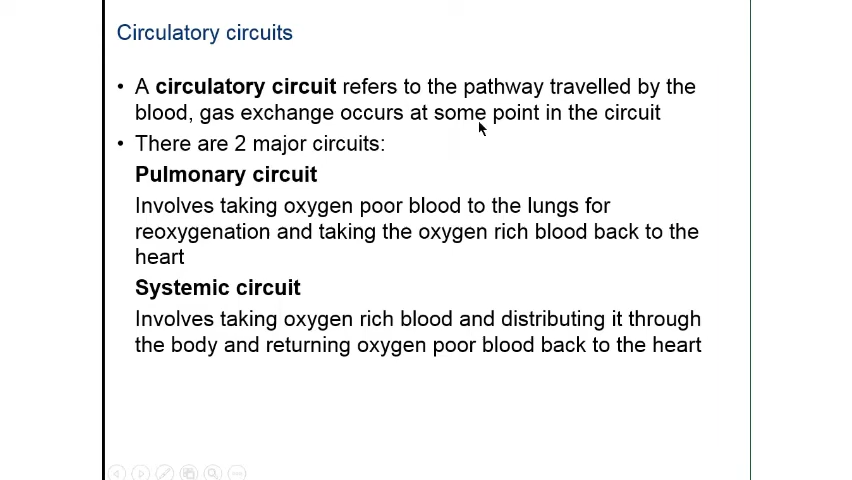 Circulatory circuits
• A circulatory circuit refers to the pathway travelled by the
blood, gas exchange occurs at some point in the circuit
• There are 2 major circuits:
Pulmonary circuit
Involves taking oxygen poor blood to the lungs for
reoxygenation and taking the oxygen rich blood back to the
heart
Systemic circuit
Involves taking oxygen rich blood and distributing it through
the body and returning oxygen poor blood back to the heart